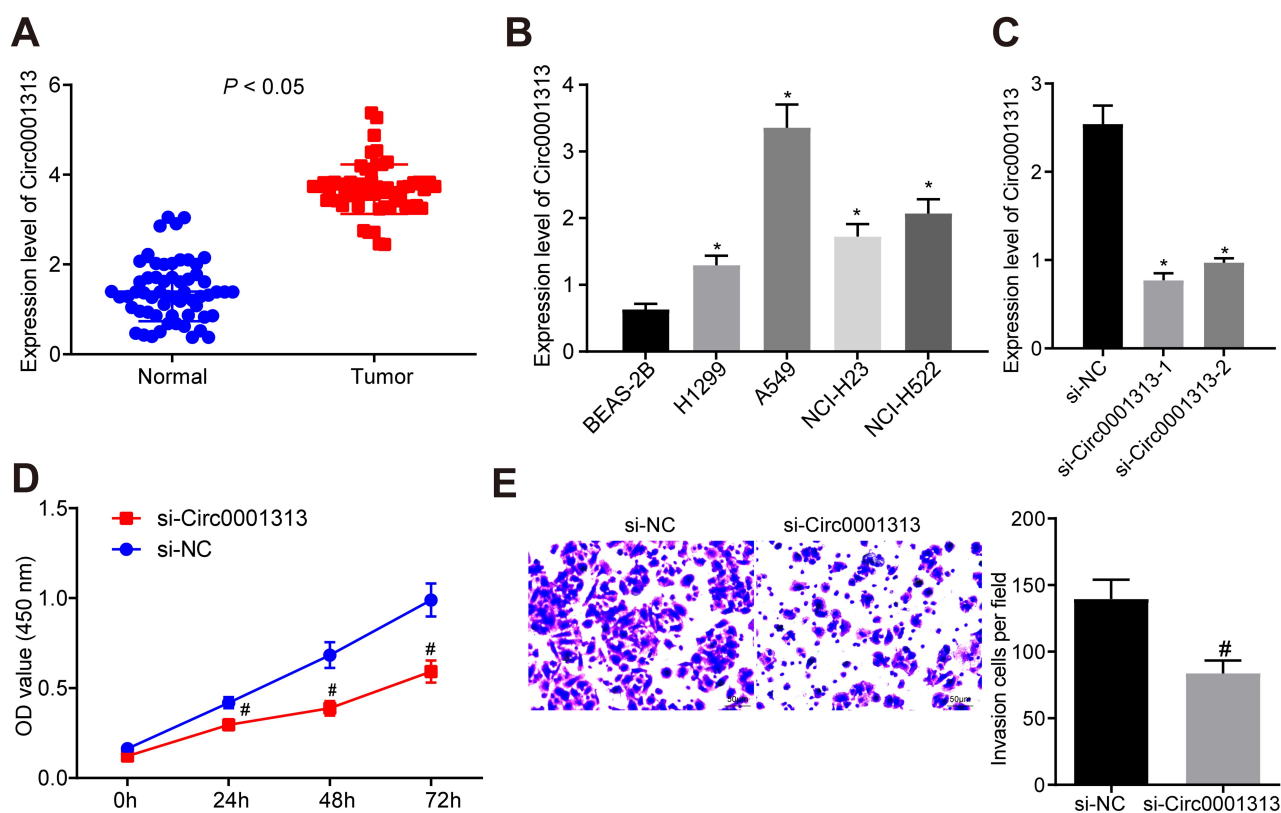 A
Expression level of Circ0001313
6
4
2
0
P < 0.05
Normal
Tumor
B
Expression level of Circ0001313
4
3
2
1
0
*
*
*
*
BEAS-2B
H1299
A549
NCI-H23
NCI-H522
C
Expression level of Circ0001313
3
2
1
0
*
*
si-NC
si-Circ0001313-1
si-Circ0001313-2
D
OD value (450 nm)
1.5
1.0
0.5
0.0
si-Circ0001313
si-NC
#
#
#
0h
24h
48h
72h
E
si-NC
si-Circ0001313
50μm
50μm
Invasion cells per field
200
150
100
50
0
#
si-NC
si-Circ0001313